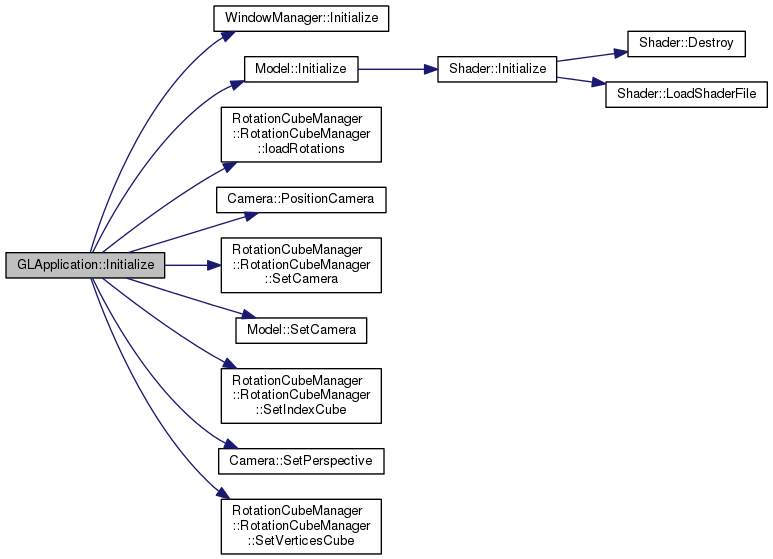 WindowManager::Initialize
Model::Initialize
Shader::Initialize
Shader::Destroy
Shader::LoadShaderFile
RotationCubeManager
::RotationCubeManager
::loadRotations
Camera::PositionCamera
GLApplication::Initialize
RotationCubeManager
::RotationCubeManager
::SetCamera
Model::SetCamera
RotationCubeManager
::RotationCubeManager
::SetIndexCube
Camera::SetPerspective
RotationCubeManager
::RotationCubeManager
::SetVerticesCube